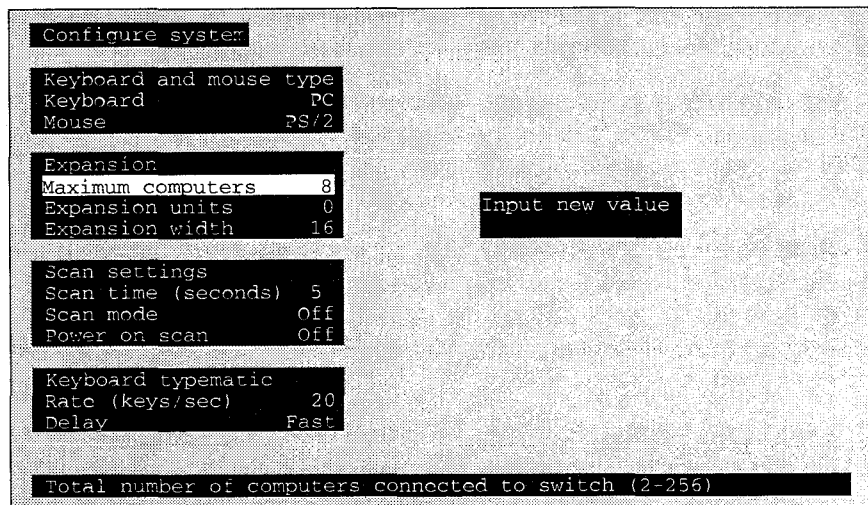 Configure system
Keyboard and mouse type
Keyboard PC
Mouse PS/2
Expansion
Maximum computers 8
Expansion units 0
Expansion width 16
Input new value
Scan settings
Scan time (seconds) 5
Scan mode Off
Power on scan Off
Keyboard typematic
Rate (keys/sec) 20
Delay Fast
Total number of computers connected to switch (2-256)